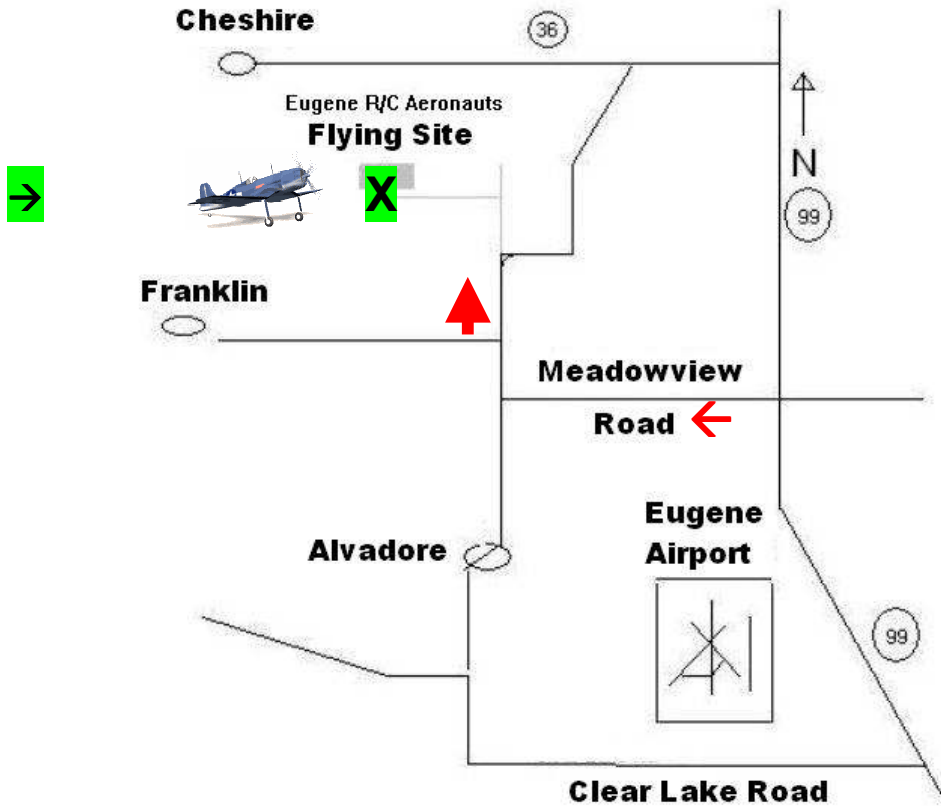 Cheshire
36
Eugene R/C Aeronauts
Flying Site
→
X
N
99
Franklin
Meadowview
Road ←
Eugene
Airport
Alvadore
99
Clear Lake Road